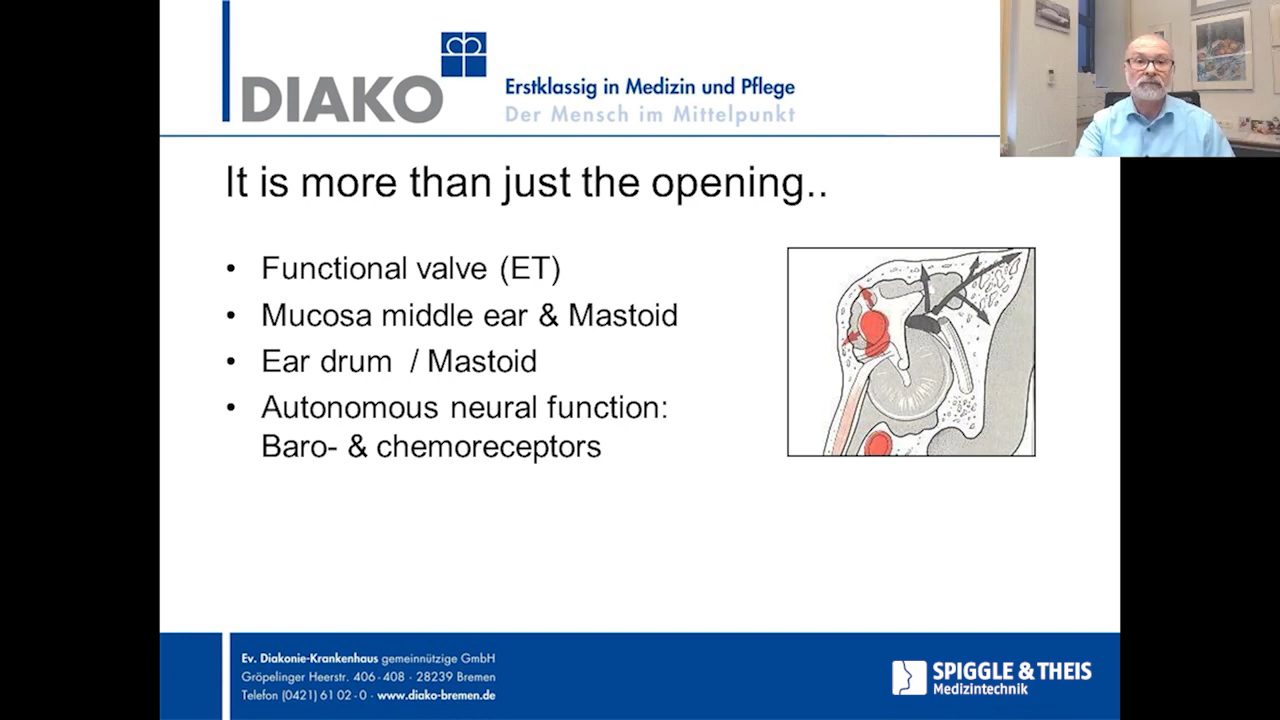 DIAKO
Erstklassig in Medizin und Pflege
Der Mensch im Mittelpunkt
It is more than just the opening..
• Functional valve (ET)
• Mucosa middle ear & Mastoid
• Ear drum / Mastoid
• Autonomous neural function:
Baro- & chemoreceptors
Ev. Diakonie-Krankenhaus gemeinnützige GmbH
Gröpelinger Heerstr. 406-408 · 28239 Bremen
Telefon (0421) 61 02-0 · www.diako-bremen.de
SPIGGLE & THEIS
Medizintechnik